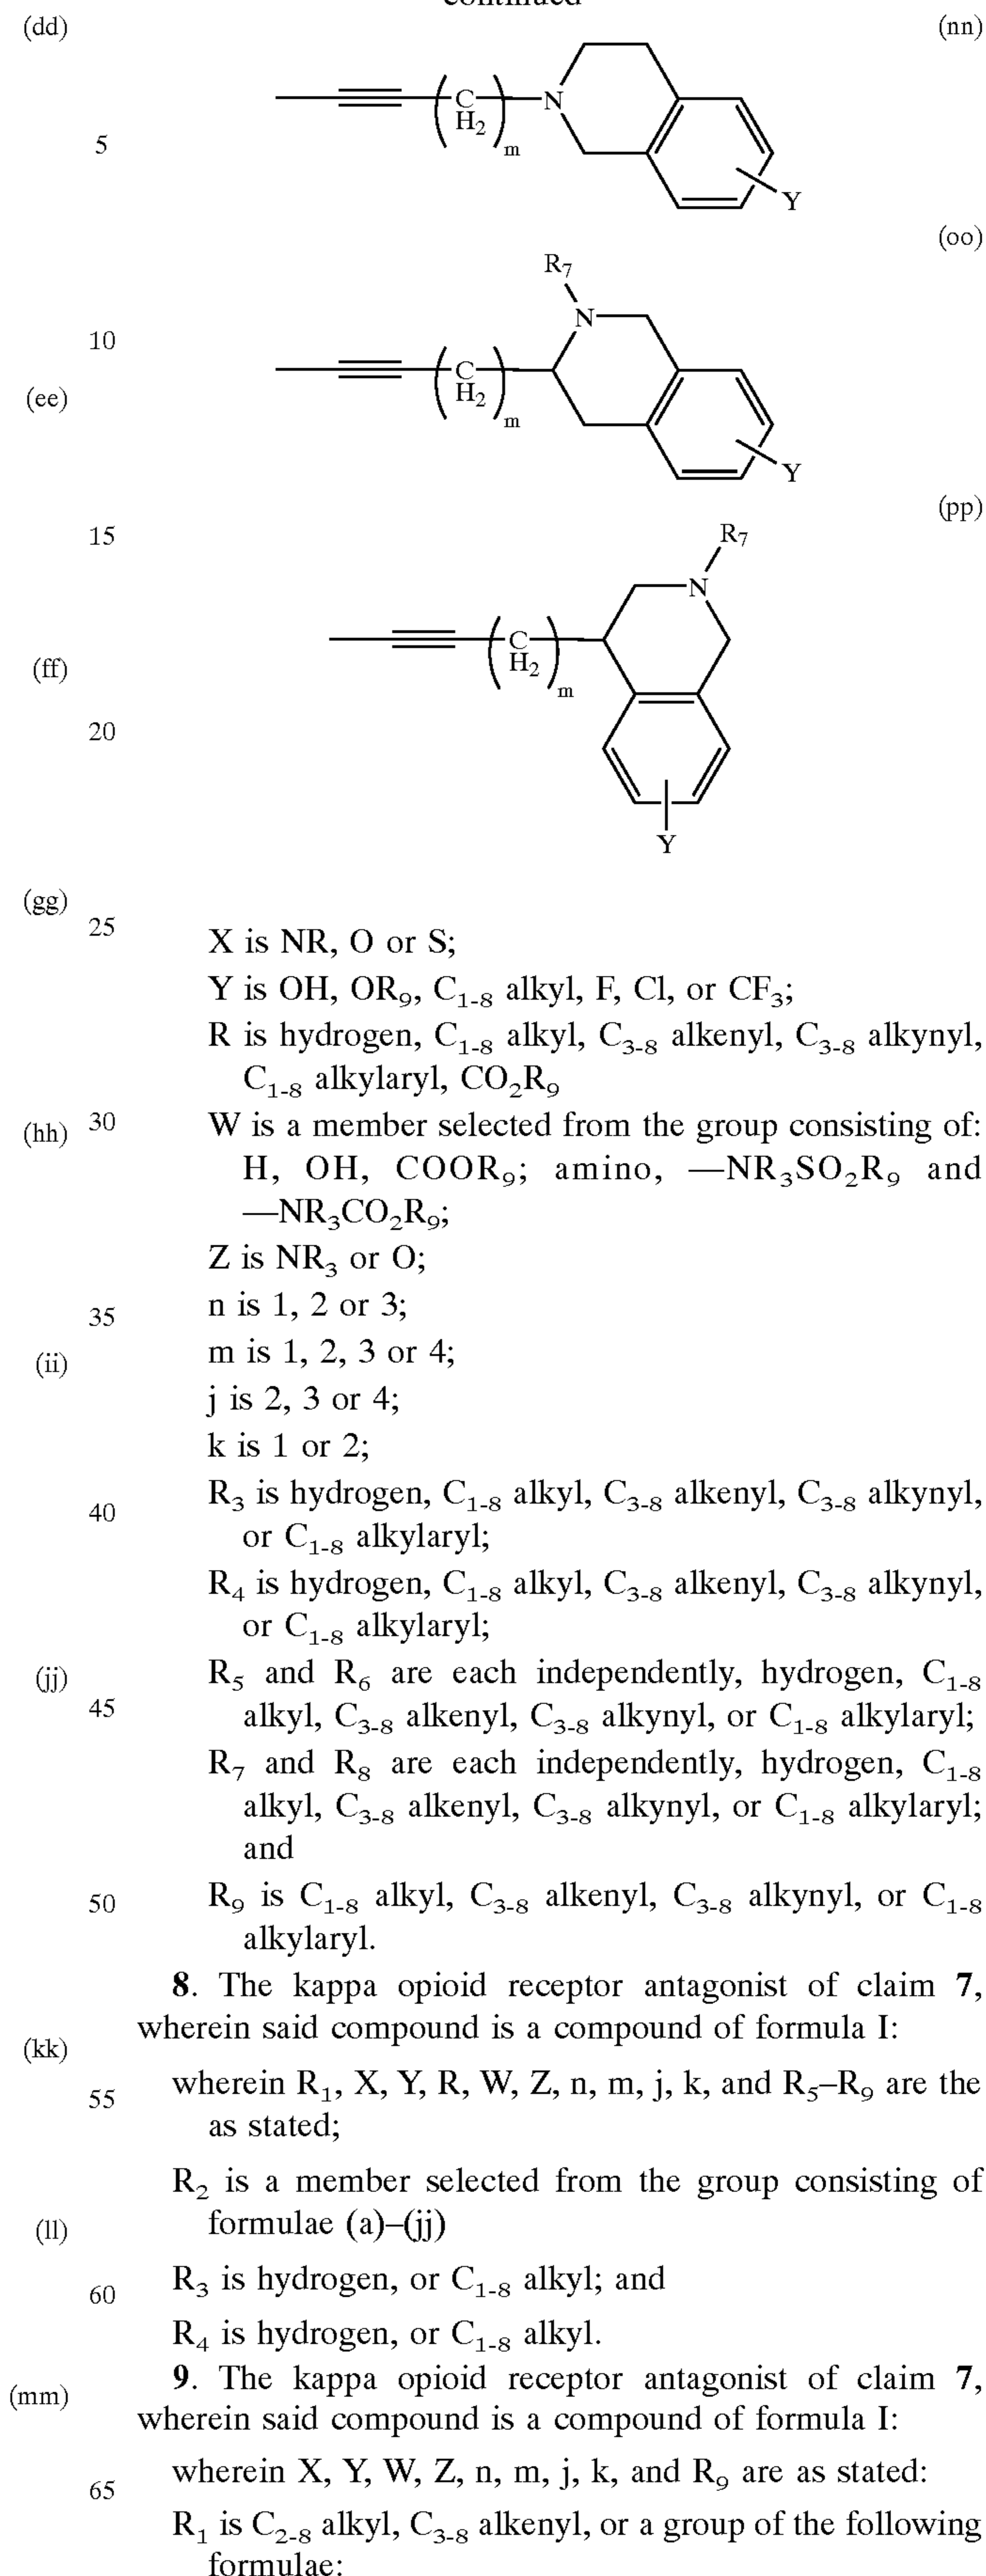 continued
(dd)
(nn)
C
H2
m
N
Y
5
(oo)
R7
N
10
C
H2
m
Y
(ee)
(pp)
R7
15
N
C
H2
m
(ff)
20
Y
(gg)
25
X is NR, O or S;
Y is OH, OR9, C1-8 alkyl, F, Cl, or CF3;
R is hydrogen, C1-8 alkyl, C3-8 alkenyl, C3-8 alkynyl,
C1-8 alkylaryl, CO2R9
(hh)
30
W is a member selected from the group consisting of:
H, OH, COOR9; amino, —NR3SO2R9 and
—NR3CO2R9;
Z is NR3 or O;
35
n is 1, 2 or 3;
(ii)
m is 1, 2, 3 or 4;
j is 2, 3 or 4;
k is 1 or 2;
40
R3 is hydrogen, C1-8 alkyl, C3-8 alkenyl, C3-8 alkynyl,
or C1-8 alkylaryl;
R4 is hydrogen, C1-8 alkyl, C3-8 alkenyl, C3-8 alkynyl,
or C1-8 alkylaryl;
(jj)
45
R5 and R6 are each independently, hydrogen, C1-8
alkyl, C3-8 alkenyl, C3-8 alkynyl, or C1-8 alkylaryl;
R7 and R8 are each independently, hydrogen, C1-8
alkyl, C3-8 alkenyl, C3-8 alkynyl, or C1-8 alkylaryl;
and
50
R9 is C1-8 alkyl, C3-8 alkenyl, C3-8 alkynyl, or C1-8
alkylaryl.
8. The kappa opioid receptor antagonist of claim 7,
wherein said compound is a compound of formula I:
(kk)
55
wherein R1, X, Y, R, W, Z, n, m, j, k, and R5–R9 are the
as stated;
R2 is a member selected from the group consisting of
formulae (a)–(jj)
(ll)
60
R3 is hydrogen, or C1-8 alkyl; and
R4 is hydrogen, or C1-8 alkyl.
9. The kappa opioid receptor antagonist of claim 7,
wherein said compound is a compound of formula I:
(mm)
65
wherein X, Y, W, Z, n, m, j, k, and R9 are as stated:
R1 is C2-8 alkyl, C3-8 alkenyl, or a group of the following
formulae: